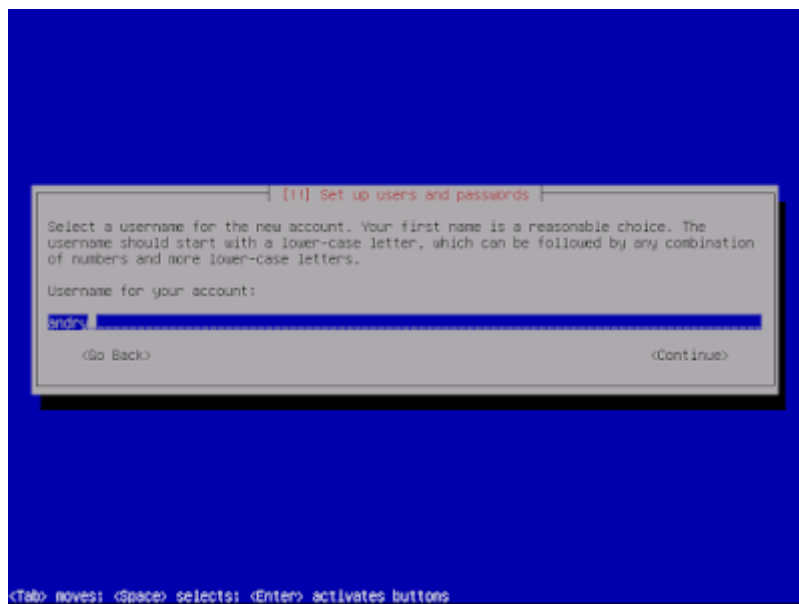 [!!] Set up users and passwords
Select a username for the new account. Your first name is a reasonable choice. The
username should start with a lower-case letter, which can be followed by any combination
of numbers and more lower-case letters.
Username for your account:
andry
<Go Back> <Continue>
<Tab> moves; <Space> selects; <Enter> activates buttons